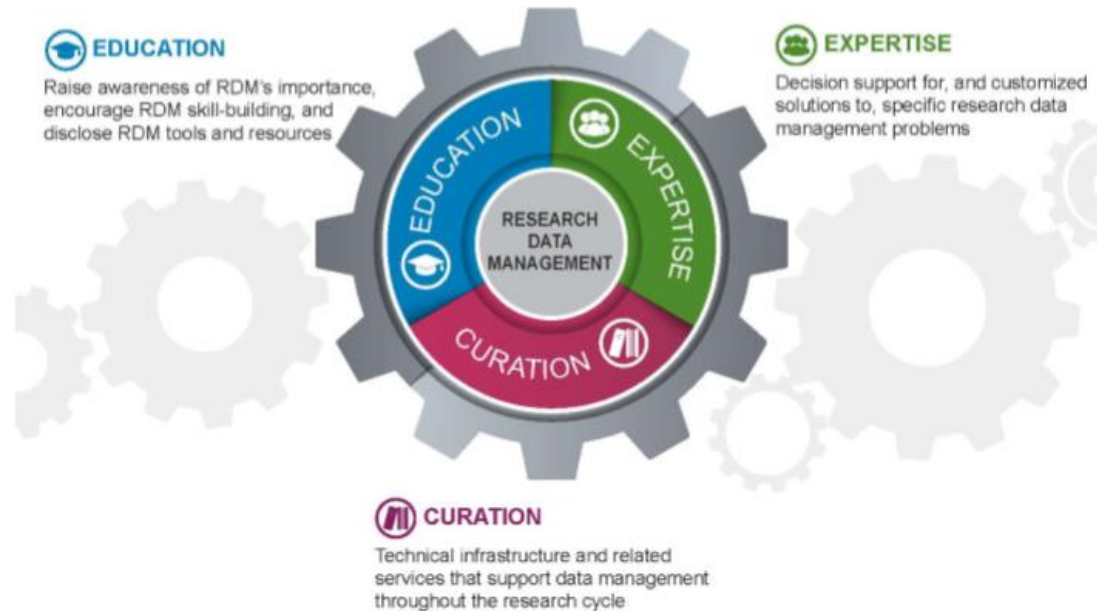 EDUCATION
Raise awareness of RDM's importance,
encourage RDM skill-building, and
disclose RDM tools and resources
EXPERTISE
Decision support for, and customized
solutions to, specific research data
management problems
EDUCATION
EXPERTISE
RESEARCH
DATA
MANAGEMENT
CURATION
CURATION
Technical infrastructure and related
services that support data management
throughout the research cycle